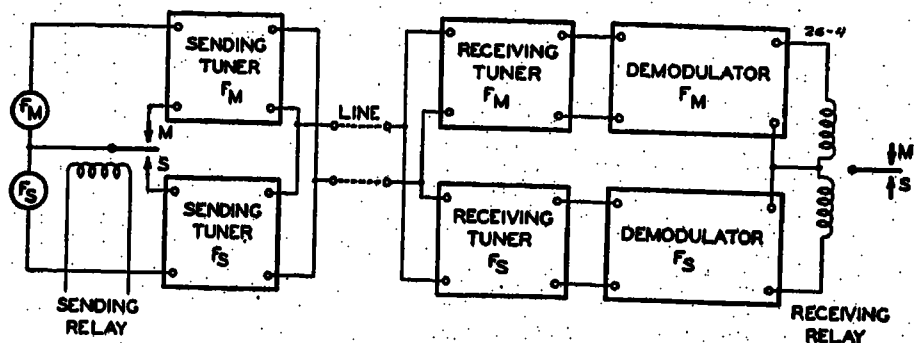 SENDING
TUNER
FM
FM
M
S
FS
SENDING
TUNER
FS
SENDING
RELAY
LINE
RECEIVING
TUNER
FM
DEMODULATOR
FM
26-4
RECEIVING
TUNER
FS
DEMODULATOR
FS
M
S
RECEIVING
RELAY